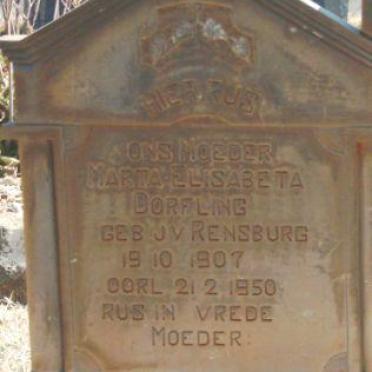 HIER RUS
ONS MOEDER
MARTA ELISABETA
DORFLING
GEB J V RENSBURG
19 10 1907
OORL 21 2 1950
RUS IN VREDE
MOEDER